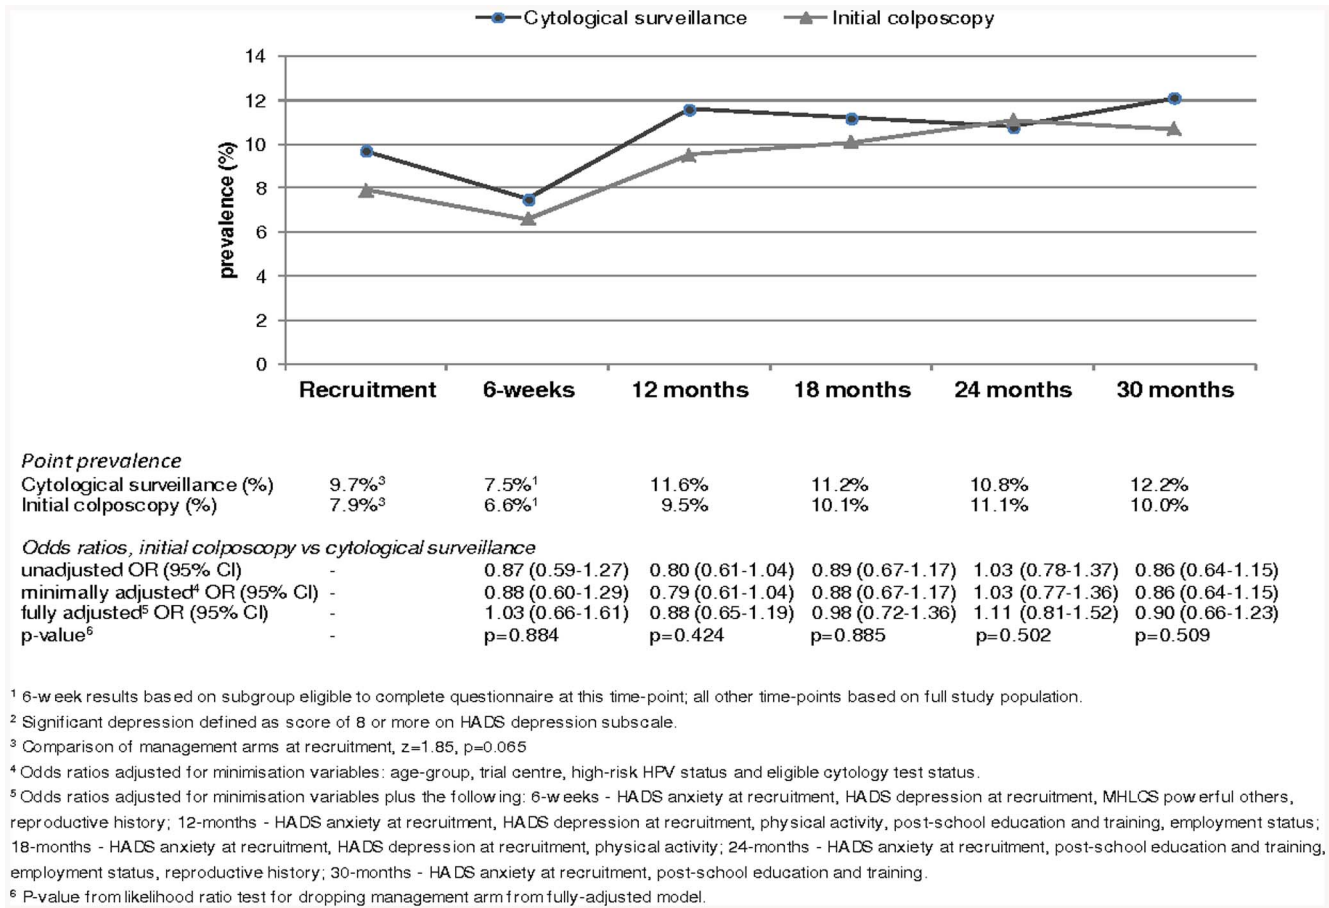 Cytological surveillance Initial colposcopy
14
12
10
8
6
4
2
0
prevalence (%)
Recruitment 6-weeks 12 months 18 months 24 months 30 months
Point prevalence
Cytological surveillance (%) 9.7%³ 7.5%¹ 11.6% 11.2% 10.8% 12.2%
Initial colposcopy (%) 7.9%³ 6.6%¹ 9.5% 10.1% 11.1% 10.0%
Odds ratios, initial colposcopy vs cytological surveillance
unadjusted OR (95% CI) - 0.87 (0.59-1.27) 0.80 (0.61-1.04) 0.89 (0.67-1.17) 1.03 (0.78-1.37) 0.86 (0.64-1.15)
minimally adjusted⁴ OR (95% CI) - 0.88 (0.60-1.29) 0.79 (0.61-1.04) 0.88 (0.67-1.17) 1.03 (0.77-1.36) 0.86 (0.64-1.15)
fully adjusted⁵ OR (95% CI) - 1.03 (0.66-1.61) 0.88 (0.65-1.19) 0.98 (0.72-1.36) 1.11 (0.81-1.52) 0.90 (0.66-1.23)
p-value⁶ - p=0.884 p=0.424 p=0.885 p=0.502 p=0.509
¹ 6-week results based on subgroup eligible to complete questionnaire at this time-point; all other time-points based on full study population.
² Significant depression defined as score of 8 or more on HADS depression subscale.
³ Comparison of management arms at recruitment, z=1.85, p=0.065
⁴ Odds ratios adjusted for minimisation variables: age-group, trial centre, high-risk HPV status and eligible cytology test status.
⁵ Odds ratios adjusted for minimisation variables plus the following: 6-weeks - HADS anxiety at recruitment, HADS depression at recruitment, MHLCS powerful others,
reproductive history; 12-months - HADS anxiety at recruitment, HADS depression at recruitment, physical activity, post-school education and training, employment status;
18-months - HADS anxiety at recruitment, HADS depression at recruitment, physical activity; 24-months - HADS anxiety at recruitment, post-school education and training,
employment status, reproductive history; 30-months - HADS anxiety at recruitment, post-school education and training.
⁶ P-value from likelihood ratio test for dropping management arm from fully-adjusted model.